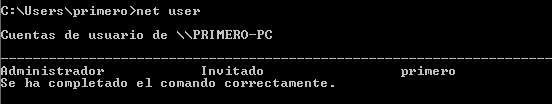 C:\Users\primero>net user
Cuentas de usuario de \\PRIMERO-PC
-------------------------------------------------------------------------------
Administrador            Invitado                 primero
Se ha completado el comando correctamente.